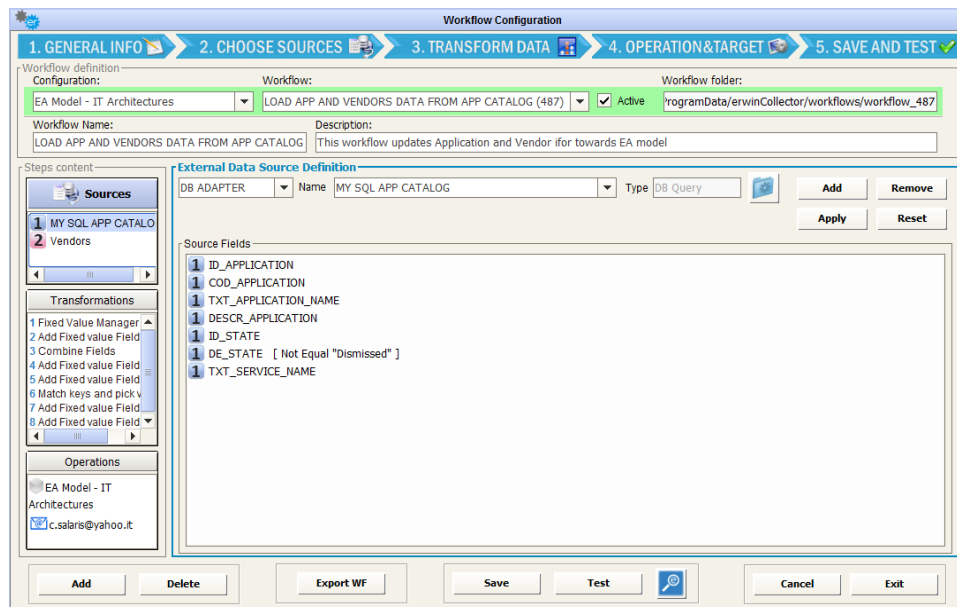 Workflow Configuration
1. GENERAL INFO 2. CHOOSE SOURCES 3. TRANSFORM DATA 4. OPERATION&TARGET 5. SAVE AND TEST
Workflow definition
Configuration: Workflow: Workflow folder:
EA Model - IT Architectures LOAD APP AND VENDORS DATA FROM APP CATALOG (487) Active ProgramData/erwinCollector/workflows/workflow_487
Workflow Name: Description:
LOAD APP AND VENDORS DATA FROM APP CATALOG This workflow updates Application and Vendor ifor towards EA model
Steps content
Sources
1 MY SQL APP CATALO
2 Vendors
Transformations
1 Fixed Value Manager
2 Add Fixed value Field
3 Combine Fields
4 Add Fixed value Field
5 Add Fixed value Field
6 Match keys and pick v
7 Add Fixed value Field
8 Add Fixed value Field
Operations
EA Model - IT
Architectures
c.salaris@yahoo.it
External Data Source Definition
DB ADAPTER Name MY SQL APP CATALOG Type DB Query Add Remove
Apply Reset
Source Fields
1 ID_APPLICATION
1 COD_APPLICATION
1 TXT_APPLICATION_NAME
1 DESCR_APPLICATION
1 ID_STATE
1 DE_STATE [ Not Equal "Dismissed" ]
1 TXT_SERVICE_NAME
Add Delete Export WF Save Test Cancel Exit